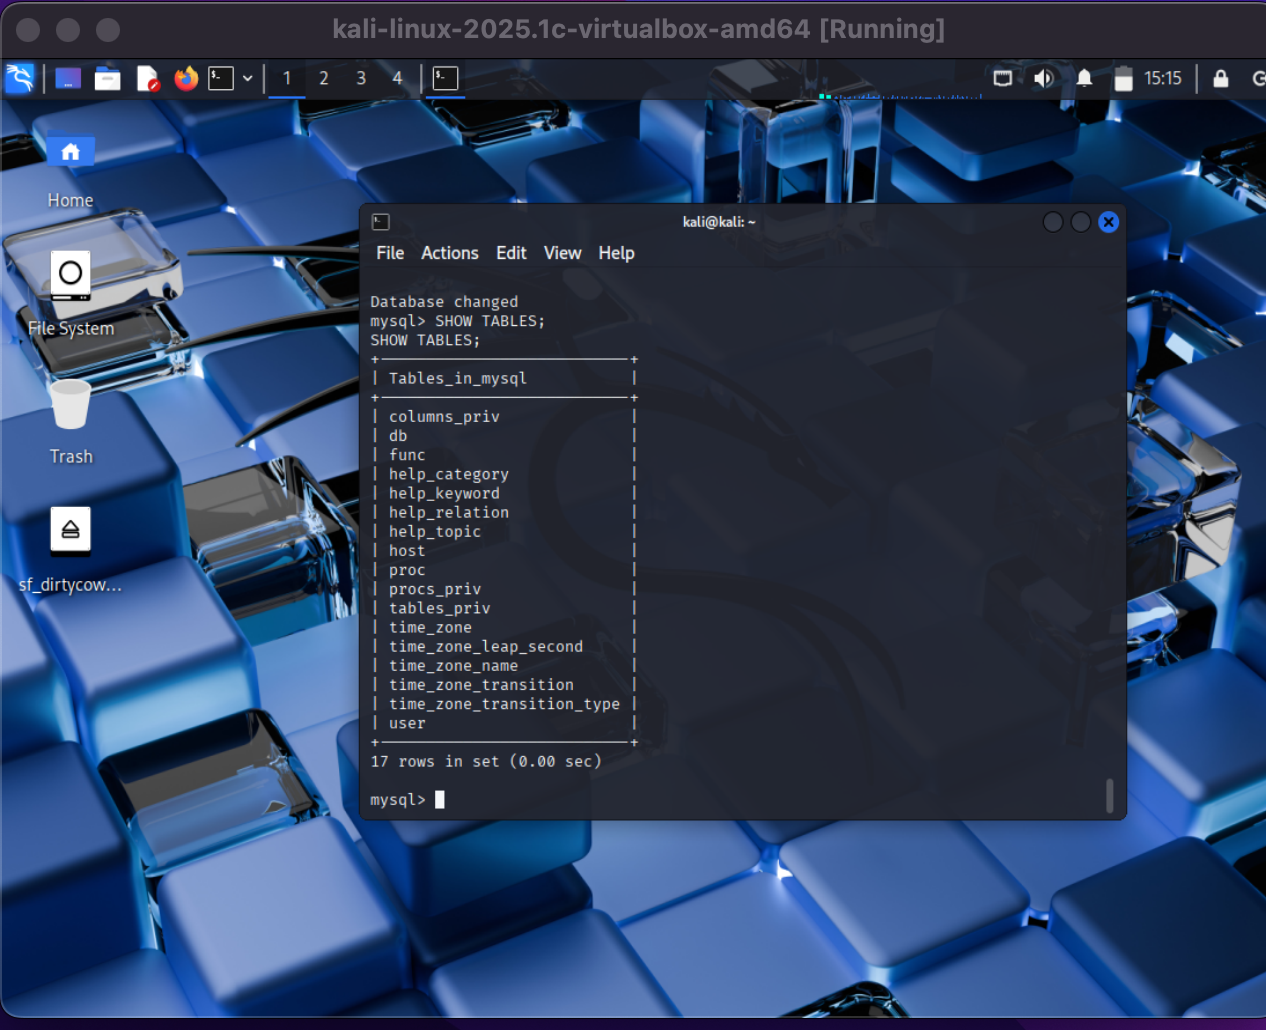 kali-linux-2025.1c-virtualbox-amd64 [Running]
1 2 3 4 15:15
Home
File System
Trash
sf_dirtycow...
kali@kali: ~
File Actions Edit View Help
Database changed
mysql> SHOW TABLES;
SHOW TABLES;
| Tables_in_mysql |
| columns_priv |
| db |
| func |
| help_category |
| help_keyword |
| help_relation |
| help_topic |
| host |
| proc |
| procs_priv |
| tables_priv |
| time_zone |
| time_zone_leap_second |
| time_zone_name |
| time_zone_transition |
| time_zone_transition_type |
| user |
17 rows in set (0.00 sec)
mysql>